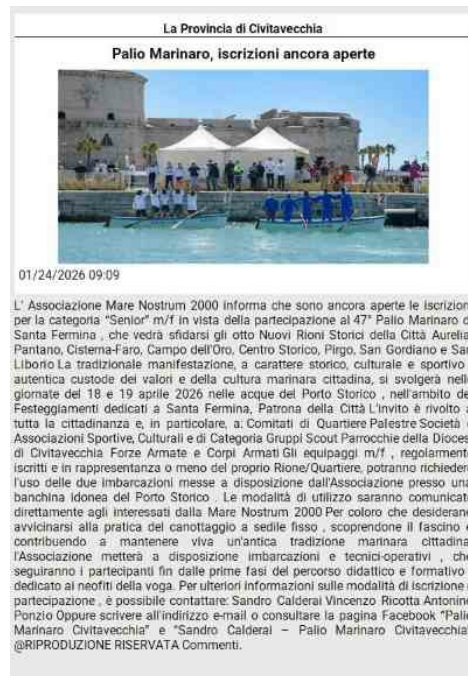 La Provincia di Civitavecchia
Palio Marinaro, iscrizioni ancora aperte
01/24/2026 09:09
L' Associazione Mare Nostrum 2000 informa che sono ancora aperte le iscrizion
per la categoria "Senior" m/f in vista della partecipazione al 47° Palio Marinaro d
Santa Fermina , che vedrà sfidarsi gli otto Nuovi Rioni Storici della Città Aurelia
Pantano, Cisterna-Faro, Campo dell'Oro, Centro Storico, Pirgo, San Gordiano e Sa
Liborio La tradizionale manifestazione, a carattere storico, culturale e sportivo
autentica custode dei valori e della cultura marinara cittadina, si svolgerà nell
giornate del 18 e 19 aprile 2026 nelle acque del Porto Storico , nell'ambito de
Festeggiamenti dedicati a Santa Fermina, Patrona della Città L'invito è rivolto a
tutta la cittadinanza e, in particolare, a: Comitati di Quartiere Palestre Società
Associazioni Sportive, Culturali e di Categoria Gruppi Scout Parrocchie della Dioces
di Civitavecchia Forze Armate e Corpi Armati Gli equipaggi m/f , regolarment
iscritti e in rappresentanza o meno del proprio Rione/Quartiere, potranno richieder
l'uso delle due imbarcazioni messe a disposizione dall'Associazione presso una
banchina idonea del Porto Storico . Le modalità di utilizzo saranno comunicat
direttamente agli interessati dalla Mare Nostrum 2000 Per coloro che desideran
avvicinarsi alla pratica del canottaggio a sedile fisso , scoprendone il fascino e
contribuendo a mantenere viva un'antica tradizione marinara cittadina
l'Associazione metterà a disposizione imbarcazioni e tecnici-operativi , che
seguiranno i partecipanti fin dalle prime fasi del percorso didattico e formativo
dedicato ai neofiti della voga. Per ulteriori informazioni sulle modalità di iscrizione
partecipazione , è possibile contattare: Sandro Calderai Vincenzo Ricotta Antonin
Ponzio Oppure scrivere all'indirizzo e-mail o consultare la pagina Facebook "Palio
Marinaro Civitavecchia" e "Sandro Calderai – Palio Marinaro Civitavecchia
@RIPRODUZIONE RISERVATA Commenti.